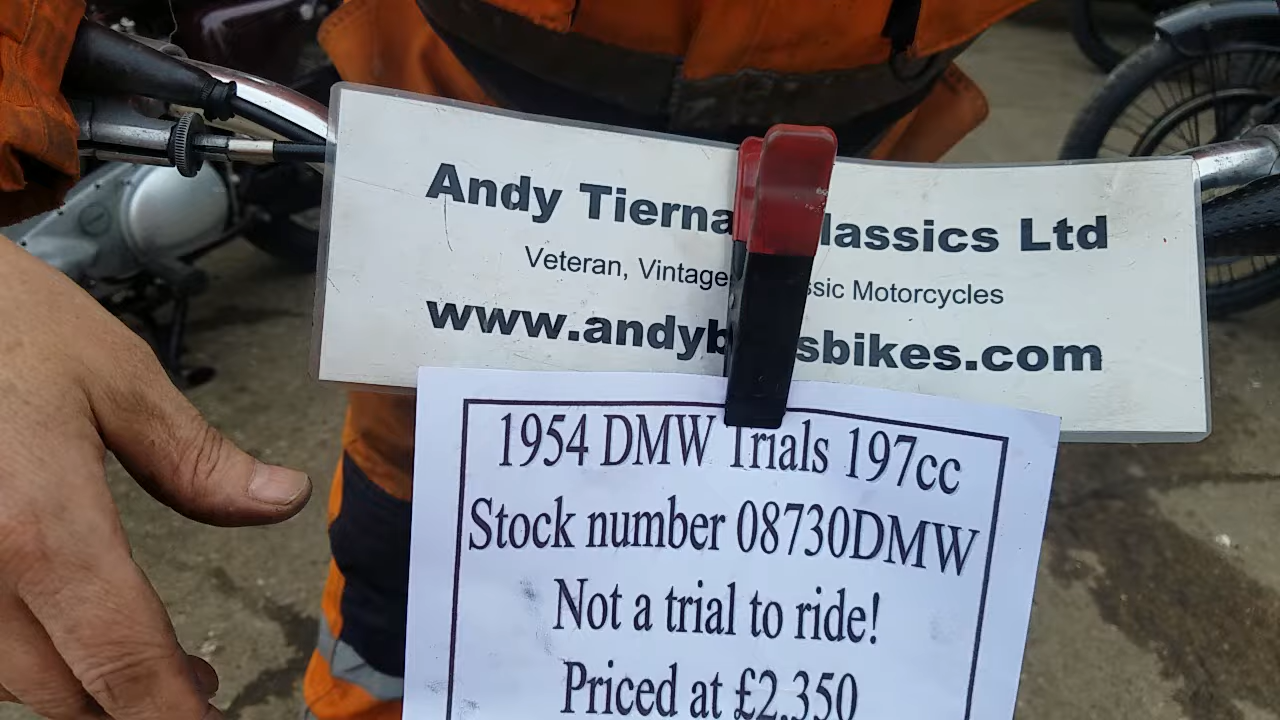 Andy Tierna lassics Ltd
Veteran, Vintage ssic Motorcycles
www.andyb sbikes.com
1954 DMW Trials 197cc
Stock number 08730DMW
Not a trial to ride!
Priced at £2,350